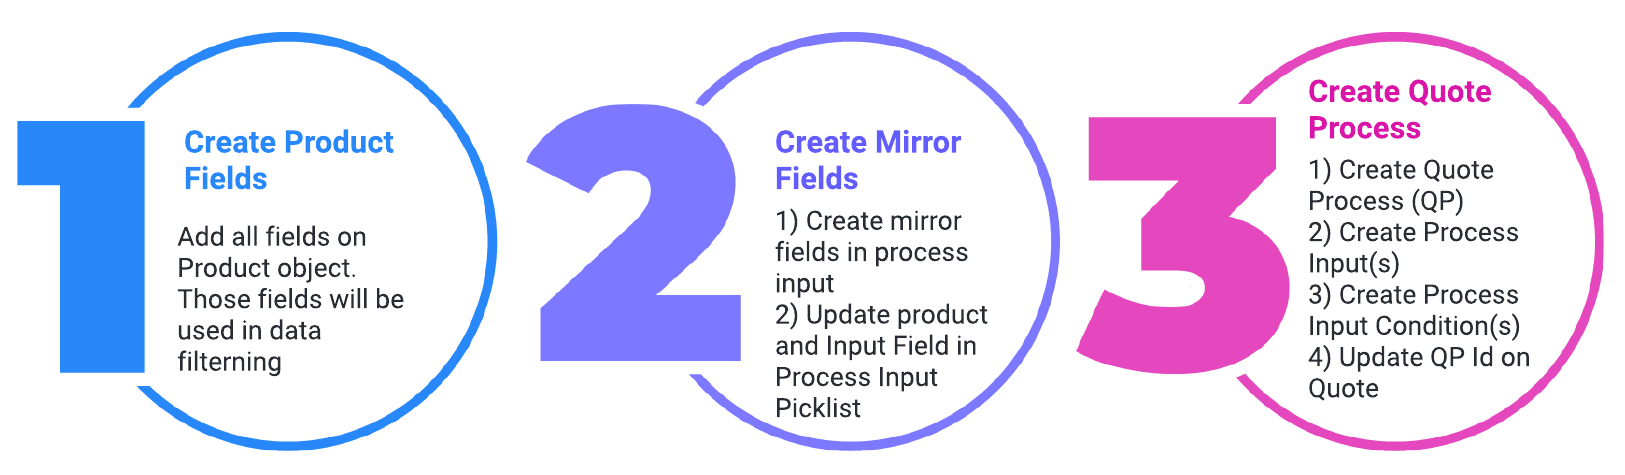 1
Create Product
Fields
Add all fields on
Product object.
Those fields will be
used in data
filterning
2
Create Mirror
Fields
1) Create mirror
fields in process
input
2) Update product
and Input Field in
Process Input
Picklist
3
Create Quote
Process
1) Create Quote
Process (QP)
2) Create Process
Input(s)
3) Create Process
Input Condition(s)
4) Update QP Id on
Quote